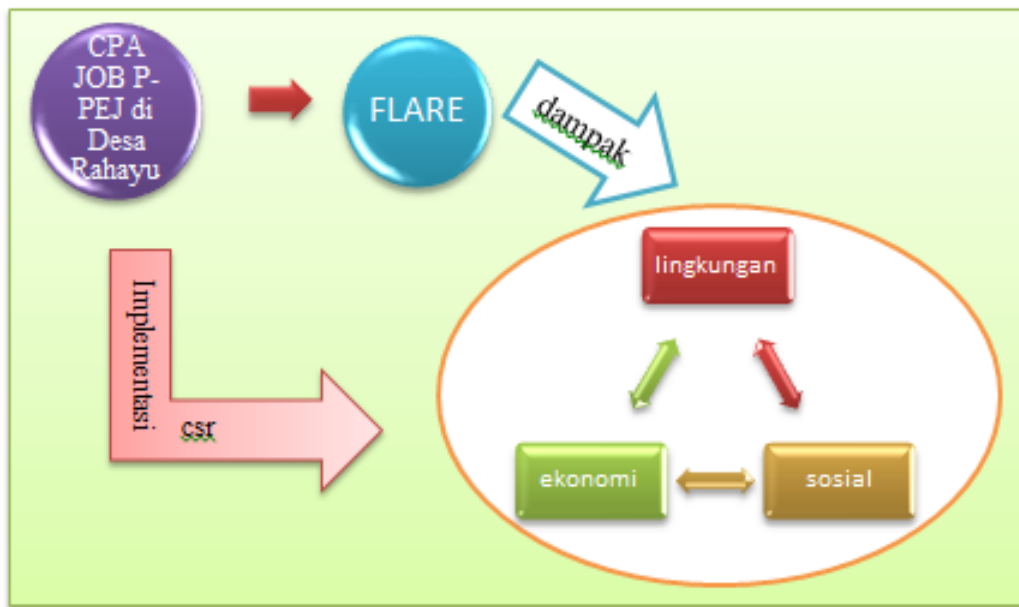 CPA
JOB P-
PEJ di
Desa
Rahayu
FLARE
dampak
lingkungan
Implementasi
csr
ekonomi
sosial